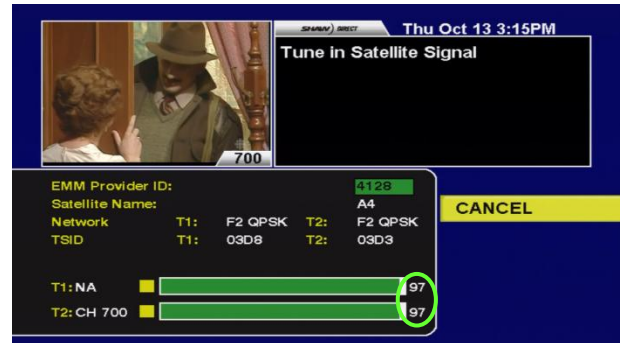 SHAW) DIRECT
Thu Oct 13 3:15PM
Tune in Satellite Signal
700
EMM Provider ID: 4128
Satellite Name: A4
Network T1: F2 QPSK T2: F2 QPSK
TSID T1: 03D8 T2: 03D3
CANCEL
T1: NA 97
T2: CH 700 97